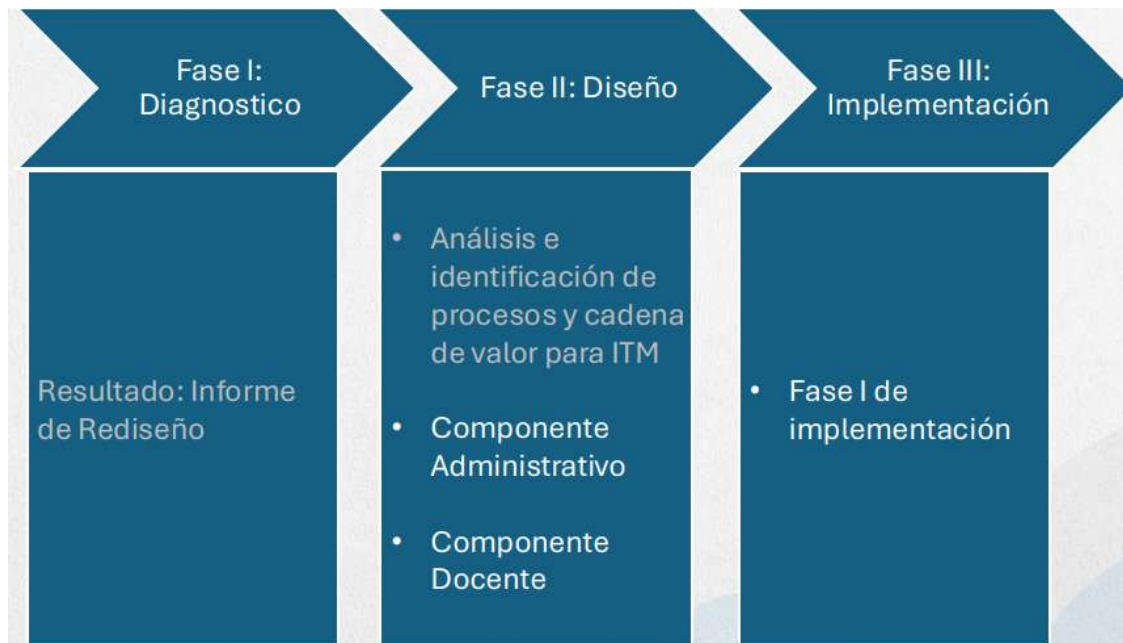 Fase I:
Diagnostico
Fase II: Diseño
Fase III:
Implementación
Resultado: Informe
de Rediseño
• Análisis e
identificación de
procesos y cadena
de valor para ITM
• Componente
Administrativo
• Componente
Docente
• Fase I de
implementación